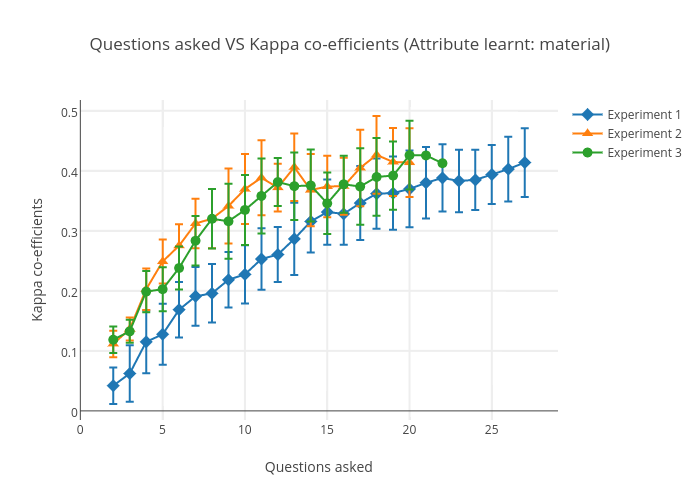 Questions asked VS Kappa co-efficients (Attribute learnt: material)
Experiment 1
Experiment 2
Experiment 3
Kappa co-efficients
0.5
0.4
0.3
0.2
0.1
0
0 5 10 15 20 25
Questions asked